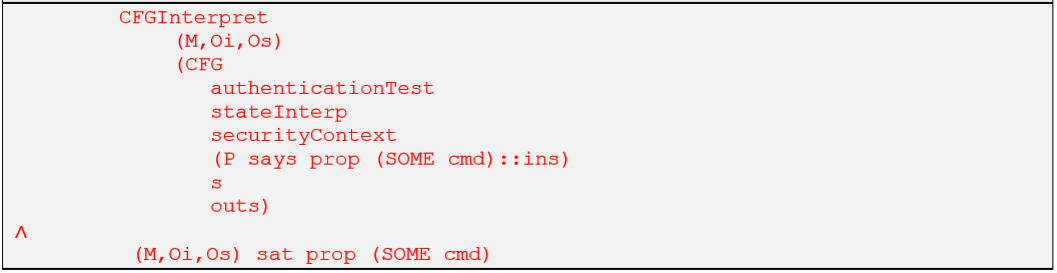 CFGInterpret
(M,Oi,Os)
(CFG
authenticationTest
stateInterp
securityContext
(P says prop (SOME cmd)::ins)
s
outs)
∧
(M,Oi,Os) sat prop (SOME cmd)